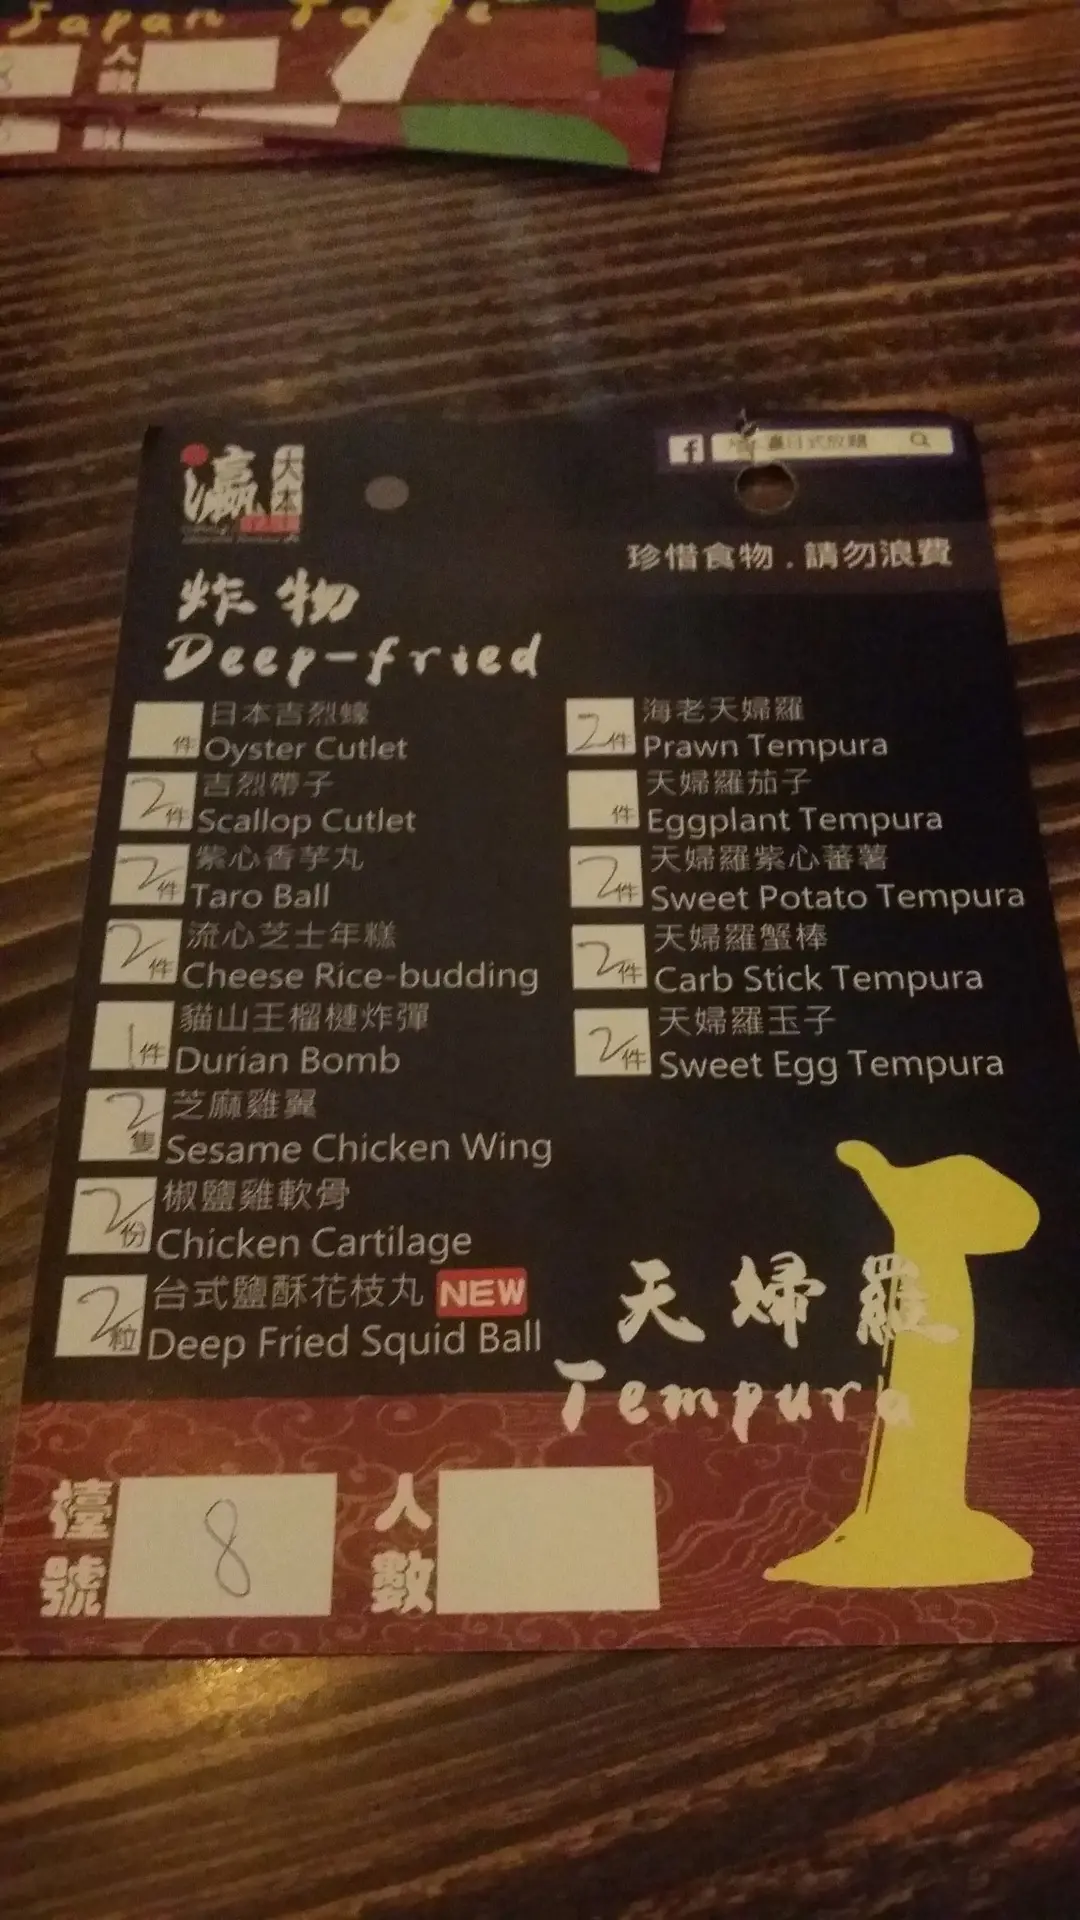 Japan Taste
人數
瀛
大本
f
珍惜食物．請勿浪費
炸物
Deep-fried
件 日本吉烈蠔
Oyster Cutlet
2件 吉烈帶子
Scallop Cutlet
2件 紫心香芋丸
Taro Ball
2件 流心芝士年糕
Cheese Rice-budding
1件 貓山王榴槤炸彈
Durian Bomb
2隻 芝麻雞翼
Sesame Chicken Wing
2份 椒鹽雞軟骨
Chicken Cartilage
2粒 台式鹽酥花枝丸 NEW
Deep Fried Squid Ball
2件 海老天婦羅
Prawn Tempura
件 天婦羅茄子
Eggplant Tempura
2件 天婦羅紫心蕃薯
Sweet Potato Tempura
2件 天婦羅蟹棒
Carb Stick Tempura
2件 天婦羅玉子
Sweet Egg Tempura
天婦羅
Tempura
檯號 8 人數